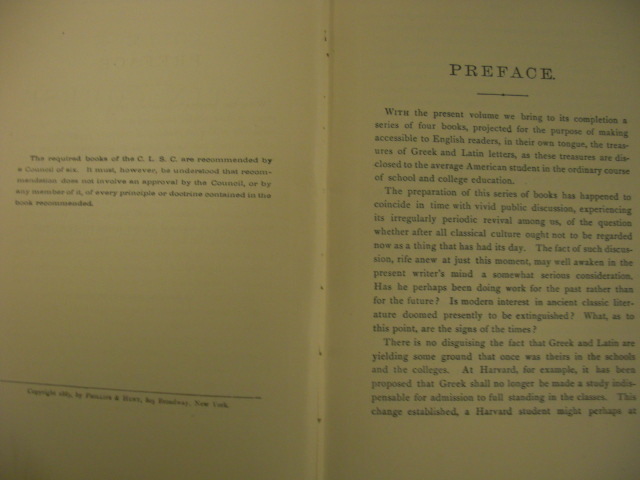 The required books of the C. L. S. C. are recommended by
a Council of six. It must, however, be understood that recom-
mendation does not involve an approval by the Council, or by
any member of it, of every principle or doctrine contained in the
book recommended.
Copyright by PHILLIPS & HUNT, 805 Broadway, New York.
PREFACE.
WITH the present volume we bring to its completion a
series of four books, projected for the purpose of making
accessible to English readers, in their own tongue, the treas-
ures of Greek and Latin letters, as these treasures are dis-
closed to the average American student in the ordinary course
of school and college education.
The preparation of this series of books has happened to
coincide in time with vivid public discussion, experiencing
its irregularly periodic revival among us, of the question
whether after all classical culture ought not to be regarded
now as a thing that has had its day. The fact of such discus-
sion, rife anew at just this moment, may well awaken in the
present writer's mind a somewhat serious consideration.
Has he perhaps been doing work for the past rather than
for the future? Is modern interest in ancient classic liter-
ature doomed presently to be extinguished? What, as to
this point, are the signs of the times?
There is no disguising the fact that Greek and Latin are
yielding some ground that once was theirs in the schools
and the colleges. At Harvard, for example, it has been
proposed that Greek shall no longer be made a study indis-
pensable for admission to full standing in the classes. This
change established, a Harvard student might perhaps at